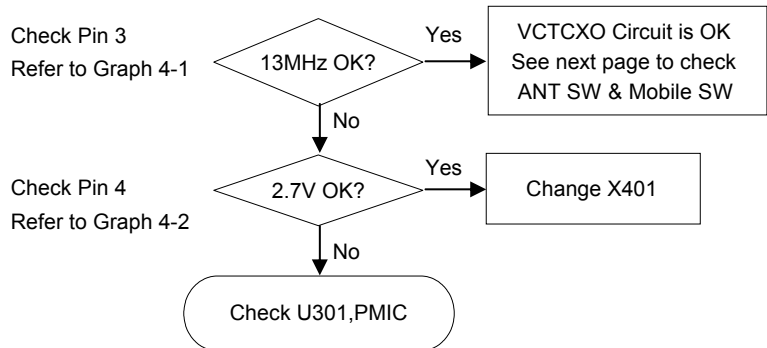 Check Pin 3
Refer to Graph 4-1
13MHz OK?
Yes
VCTCXO Circuit is OK
See next page to check
ANT SW & Mobile SW
No
Check Pin 4
Refer to Graph 4-2
2.7V OK?
Yes
Change X401
No
Check U301,PMIC